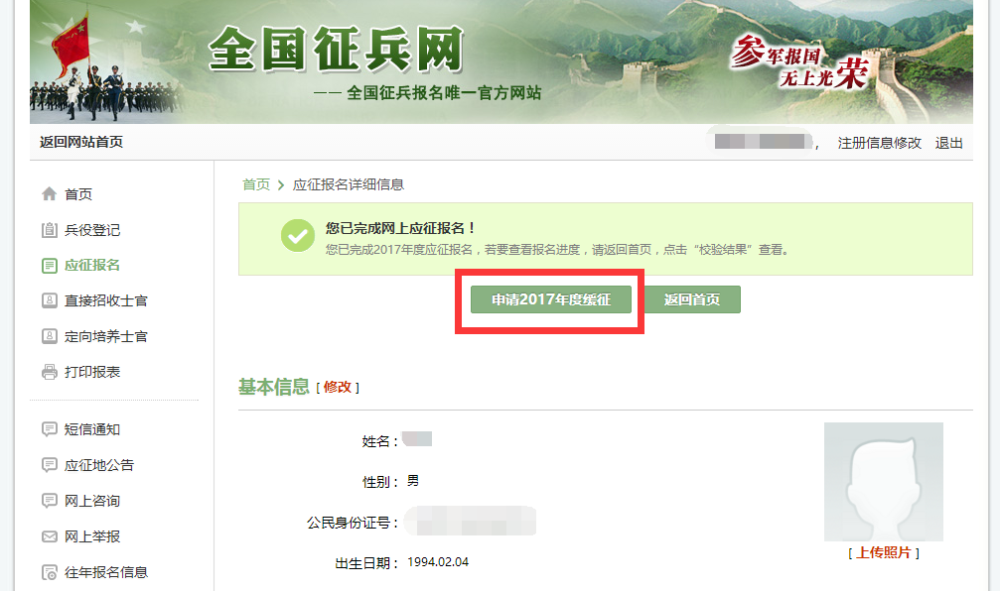 全国征兵网
—— 全国征兵报名唯一官方网站
参军报国
无上光荣
返回网站首页
， 注册信息修改 退出
首页
兵役登记
应征报名
直接招收士官
定向培养士官
打印报表
短信通知
应征地公告
网上咨询
网上举报
往年报名信息
首页 > 应征报名详细信息
您已完成网上应征报名！
您已完成2017年度应征报名，若要查看报名进度，请返回首页，点击“校验结果”查看。
申请2017年度缓征 返回首页
基本信息 [ 修改 ]
姓名：
性别： 男
公民身份证号：
出生日期： 1994.02.04
[ 上传照片 ]